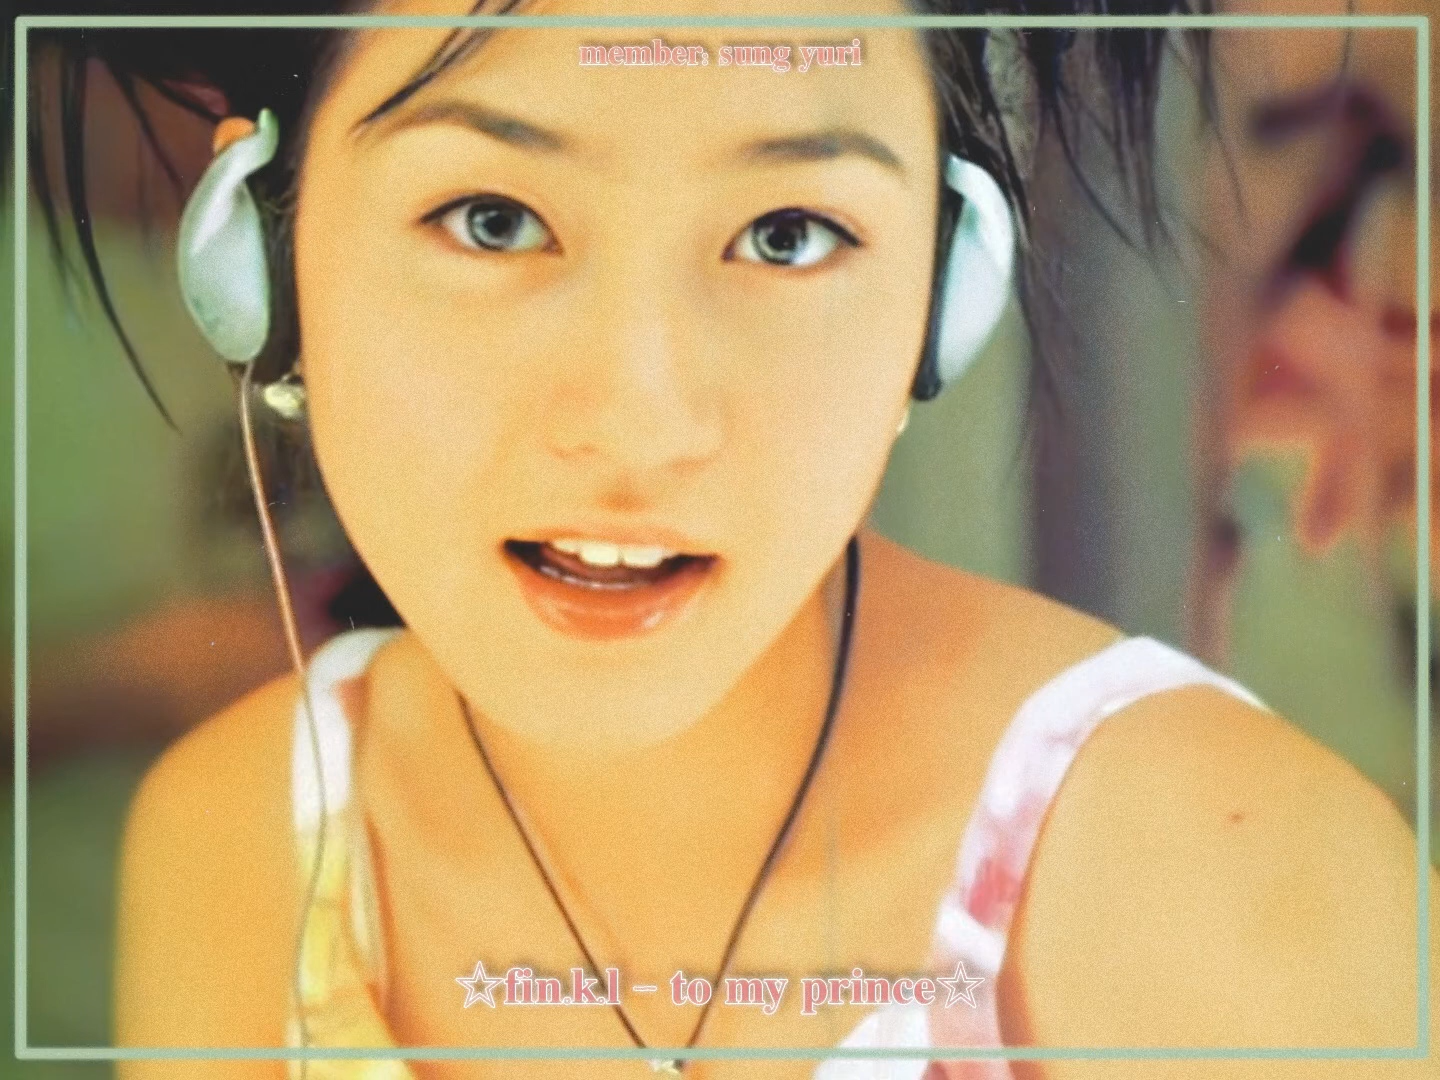 member: sung yuri
☆fin.k.l - to my prince☆